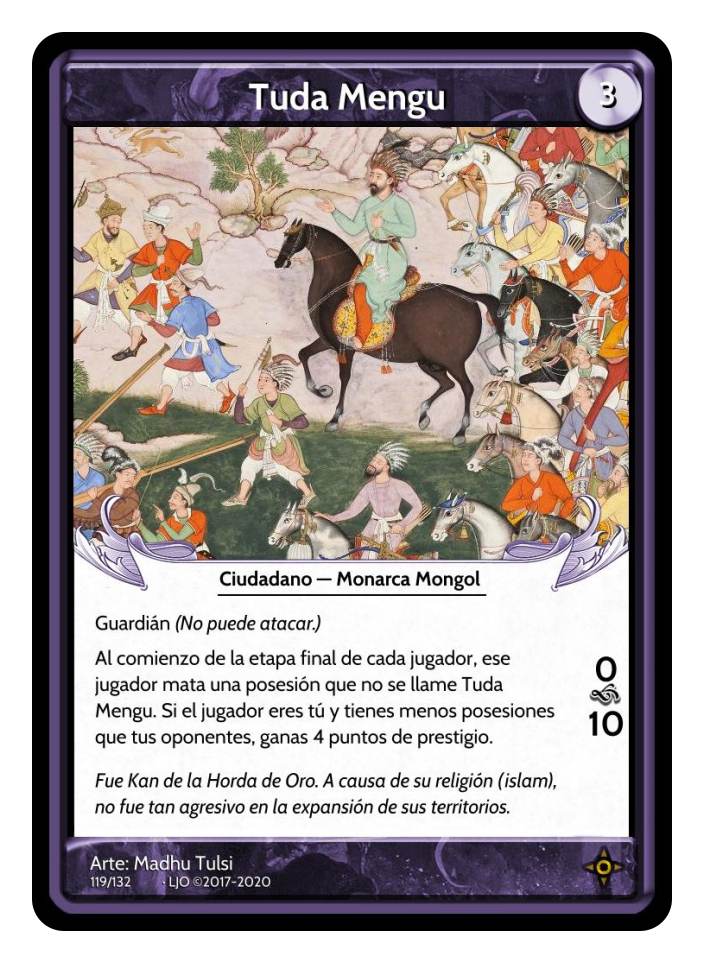 Tuda Mengu
3
Ciudadano — Monarca Mongol
Guardián (No puede atacar.)
Al comienzo de la etapa final de cada jugador, ese
jugador mata una posesión que no se llame Tuda
Mengu. Si el jugador eres tú y tienes menos posesiones
que tus oponentes, ganas 4 puntos de prestigio.
0
10
Fue Kan de la Horda de Oro. A causa de su religión (islam),
no fue tan agresivo en la expansión de sus territorios.
Arte: Madhu Tulsi
119/132 · LJO ©2017-2020